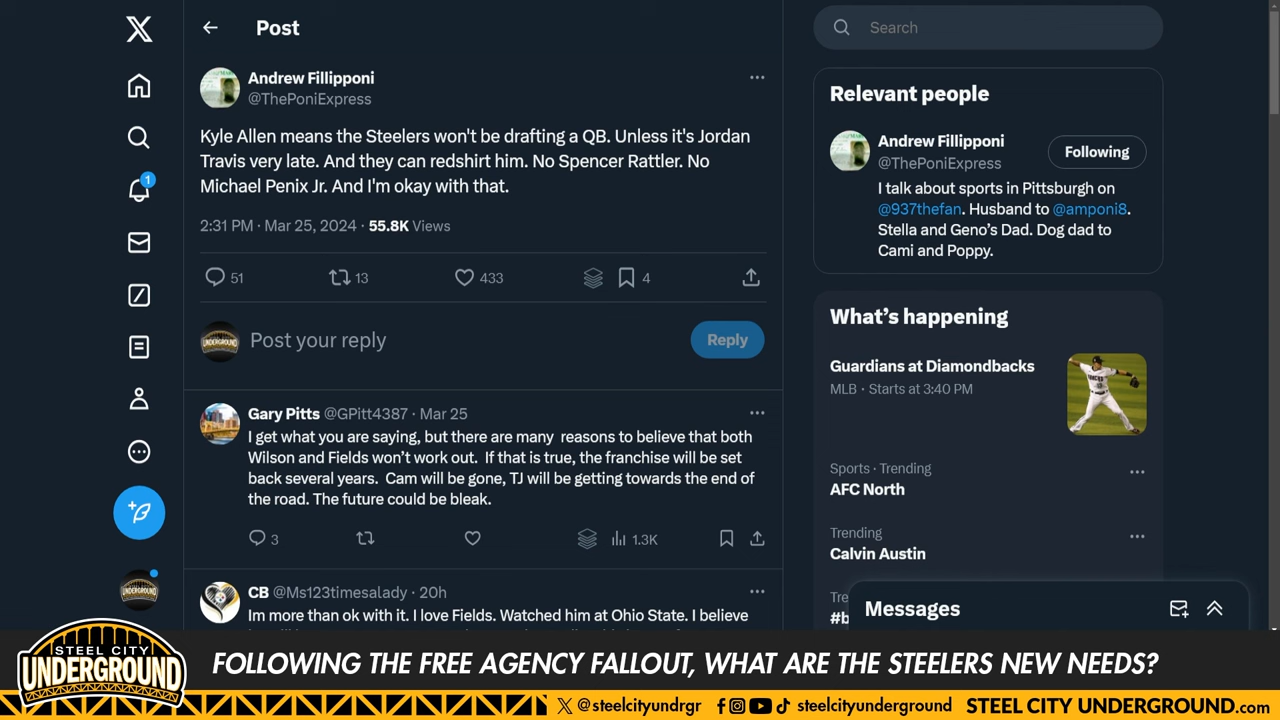 Post
Search
Andrew Fillipponi
@ThePoniExpress
Kyle Allen means the Steelers won't be drafting a QB. Unless it's Jordan
Travis very late. And they can redshirt him. No Spencer Rattler. No
Michael Penix Jr. And I'm okay with that.
2:31 PM · Mar 25, 2024 · 55.8K Views
51 13 433 4
Post your reply
Reply
Gary Pitts @GPitt4387 · Mar 25
I get what you are saying, but there are many reasons to believe that both
Wilson and Fields won't work out. If that is true, the franchise will be set
back several years. Cam will be gone, TJ will be getting towards the end of
the road. The future could be bleak.
3 1.3K
CB @Ms123timesalady · 20h
Im more than ok with it. I love Fields. Watched him at Ohio State. I believe
Relevant people
Andrew Fillipponi
@ThePoniExpress
Following
I talk about sports in Pittsburgh on
@937thefan. Husband to @amponi8.
Stella and Geno's Dad. Dog dad to
Cami and Poppy.
What's happening
Guardians at Diamondbacks
MLB · Starts at 3:40 PM
Sports · Trending
AFC North
Trending
Calvin Austin
Messages
1
STEEL CITY
UNDERGROUND
FOLLOWING THE FREE AGENCY FALLOUT, WHAT ARE THE STEELERS NEW NEEDS?
@steelcityundrgr steelcityunderground STEEL CITY UNDERGROUND.com